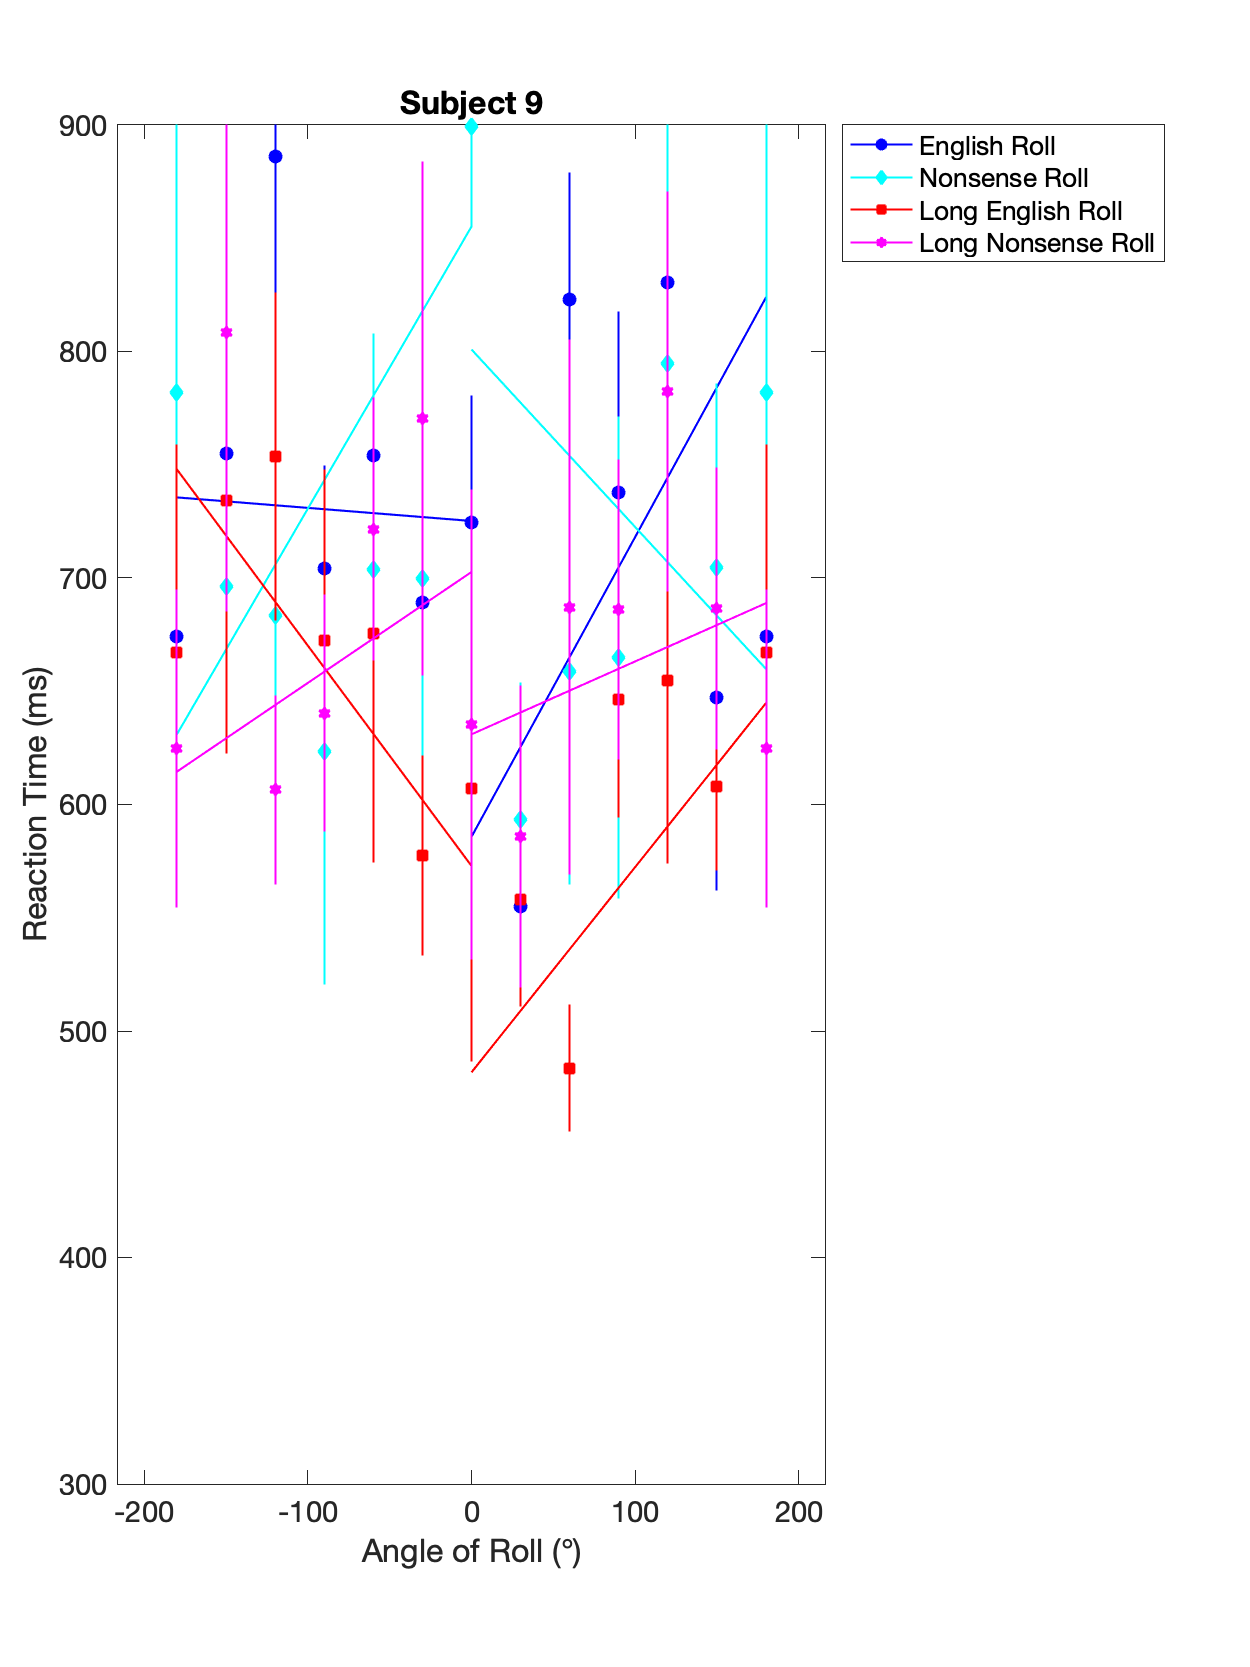 Subject 9
900
800
700
600
500
400
300
-200 -100 0 100 200
Reaction Time (ms)
Angle of Roll (°)
English Roll
Nonsense Roll
Long English Roll
Long Nonsense Roll